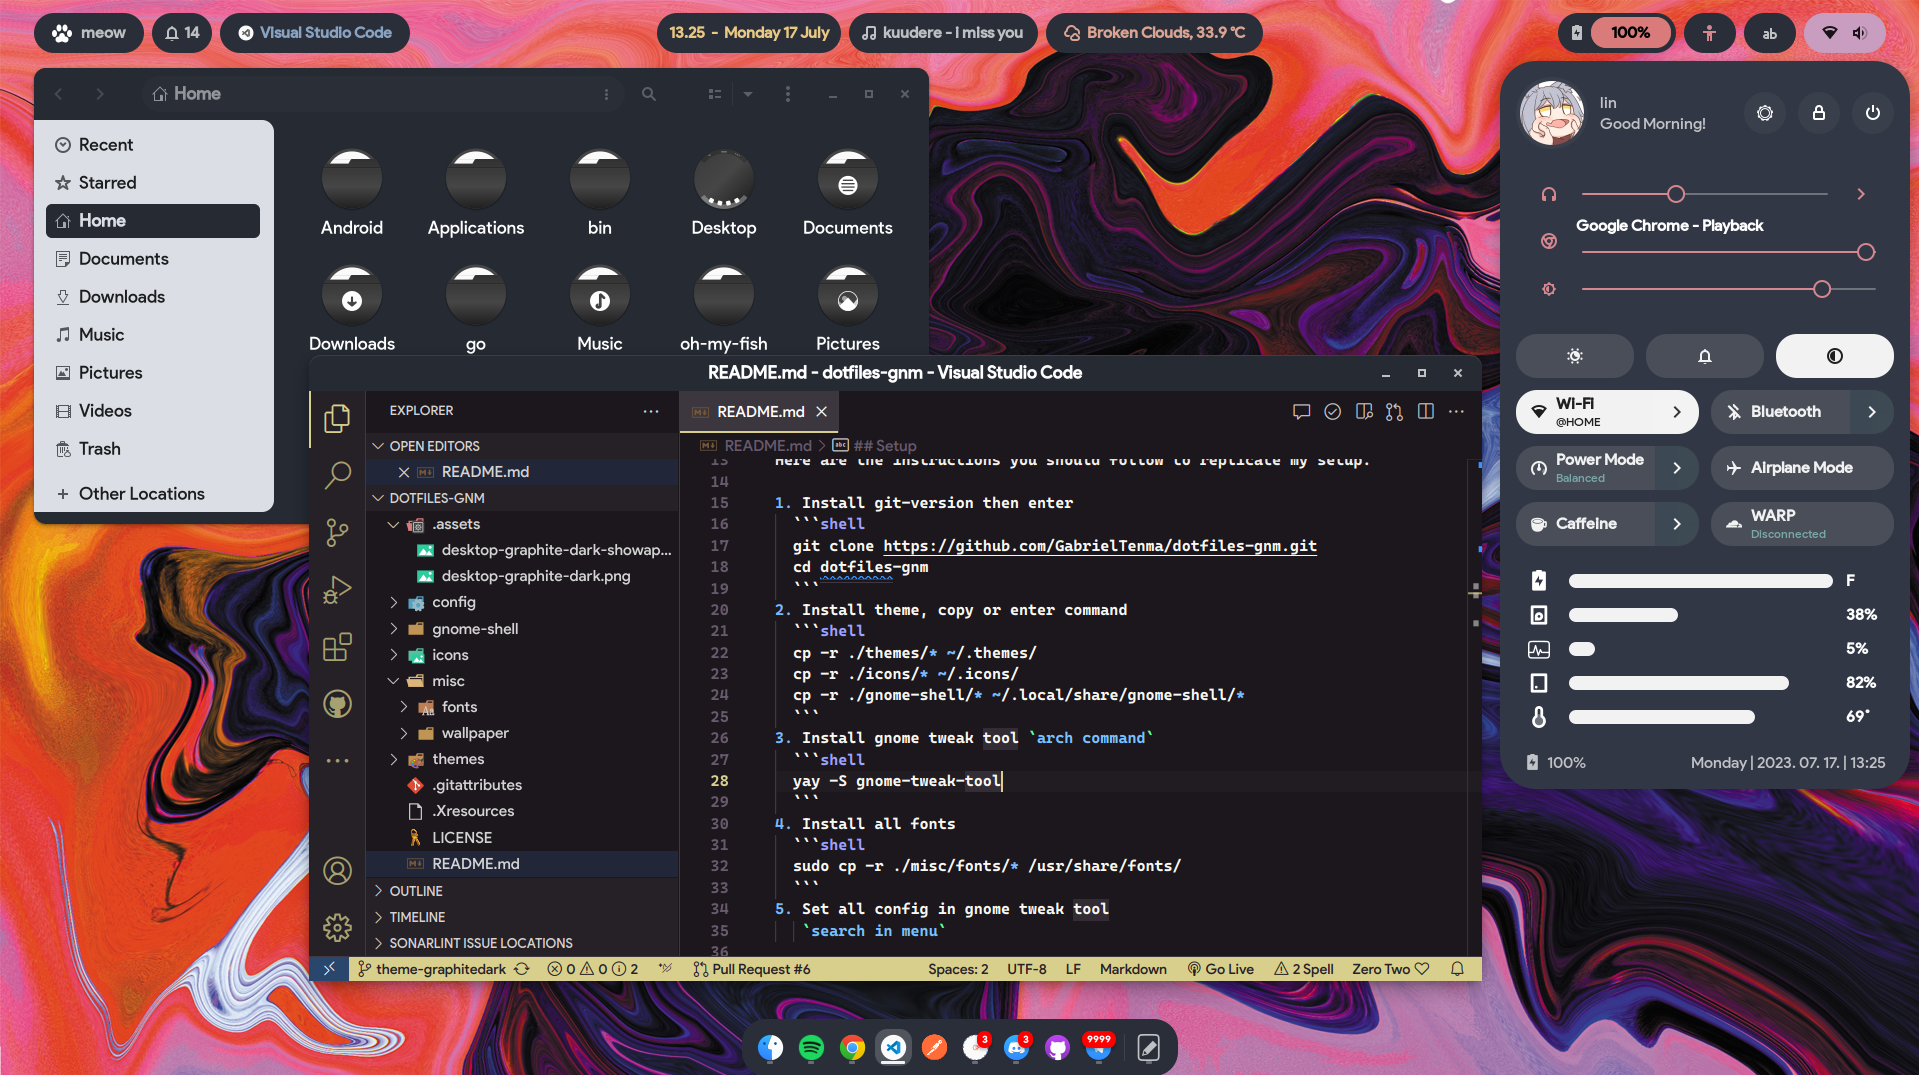 meow
14
Visual Studio Code
13.25 - Monday 17 July
kuudere - i miss you
Broken Clouds, 33.9 °C
100%
ab
Home
Recent
Starred
Home
Documents
Downloads
Music
Pictures
Videos
Trash
Other Locations
Android
Applications
bin
Desktop
Documents
Downloads
go
Music
oh-my-fish
Pictures
lin
Good Morning!
Google Chrome - Playback
Wi-Fi
@HOME
Bluetooth
Power Mode
Balanced
Airplane Mode
Caffeine
WARP
Disconnected
F
38%
5%
82%
69°
100%
Monday | 2023. 07. 17. | 13:25
README.md - dotfiles-gnm - Visual Studio Code
EXPLORER
OPEN EDITORS
README.md
DOTFILES-GNM
.assets
desktop-graphite-dark-showap...
desktop-graphite-dark.png
config
gnome-shell
icons
misc
fonts
wallpaper
themes
.gitattributes
.Xresources
LICENSE
README.md
OUTLINE
TIMELINE
SONARLINT ISSUE LOCATIONS
README.md
README.md > ## Setup
13 Here are the instructions you should follow to replicate my setup.
14
15 1. Install git-version then enter
16 ```shell
17 git clone https://github.com/GabrielTenma/dotfiles-gnm.git
18 cd dotfiles-gnm
19 ```
20 2. Install theme, copy or enter command
21 ```shell
22 cp -r ./themes/* ~/.themes/
23 cp -r ./icons/* ~/.icons/
24 cp -r ./gnome-shell/* ~/.local/share/gnome-shell/*
25 ```
26 3. Install gnome tweak tool `arch command`
27 ```shell
28 yay -S gnome-tweak-tool
29 ```
30 4. Install all fonts
31 ```shell
32 sudo cp -r ./misc/fonts/* /usr/share/fonts/
33 ```
34 5. Set all config in gnome tweak tool
35 `search in menu`
36
theme-graphitedark
0
0
2
Pull Request #6
Spaces: 2
UTF-8
LF
Markdown
Go Live
2 Spell
Zero Two
3
3
9999